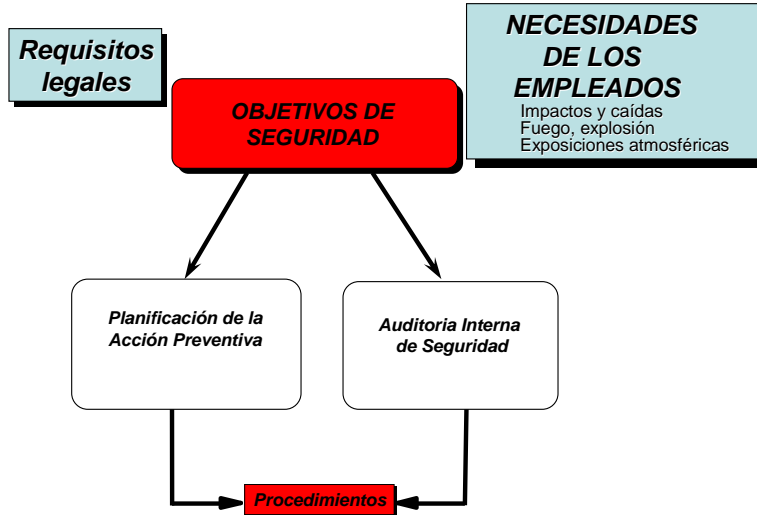 Requisitos
legales
OBJETIVOS DE
SEGURIDAD
NECESIDADES
DE LOS
EMPLEADOS
Impactos y caídas
Fuego, explosión
Exposiciones atmosféricas
Planificación de la
Acción Preventiva
Auditoria Interna
de Seguridad
Procedimientos